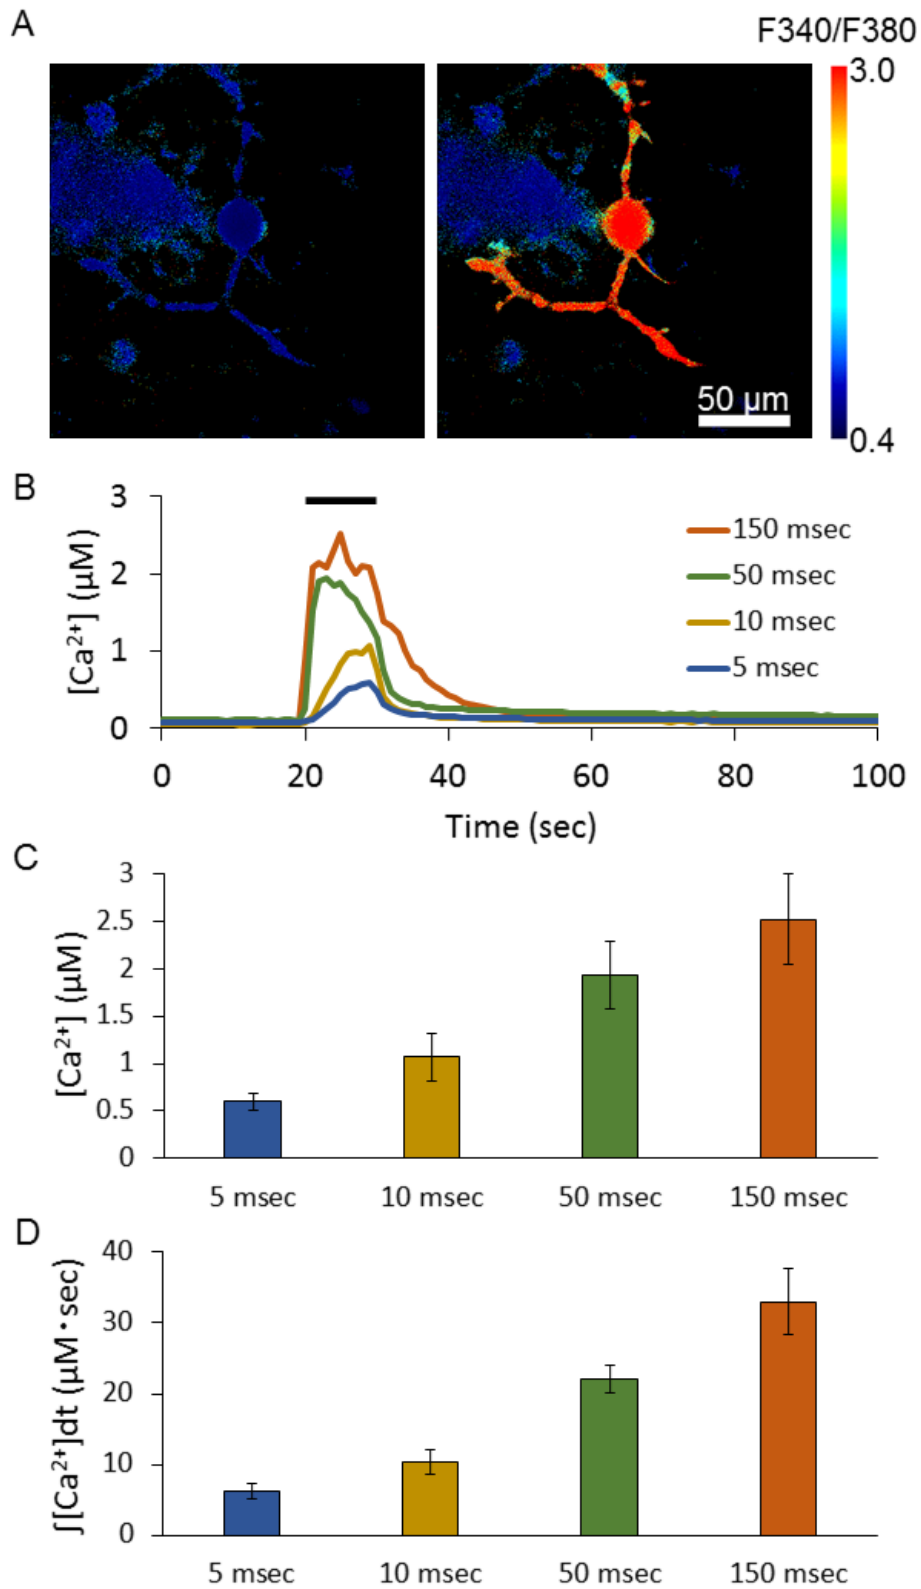 A
F340/F380
3.0
50 µm
0.4
B
3
2
1
0
[Ca²⁺] (µM)
150 msec
50 msec
10 msec
5 msec
0 20 40 60 80 100
Time (sec)
C
3
2.5
2
1.5
1
0.5
0
[Ca²⁺] (µM)
5 msec 10 msec 50 msec 150 msec
D
40
30
20
10
0
∫[Ca²⁺]dt (µM·sec)
5 msec 10 msec 50 msec 150 msec